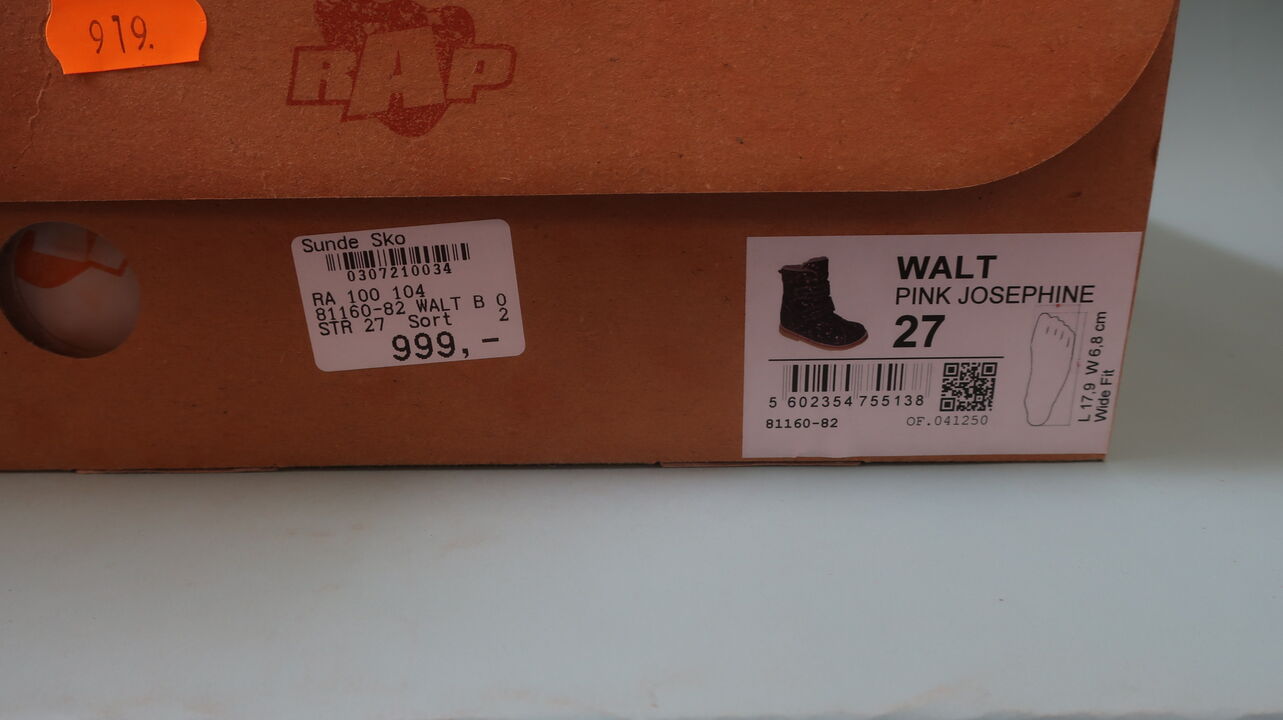 919.
RAP
Sunde Sko
0307210034
RA 100 104
81160-82 WALT B 0
STR 27 Sort 2
999,-
WALT
PINK JOSEPHINE
27
5 602354 755138
81160-82
OF.041250
L 17,9 W 6,8 cm
Wide Fit